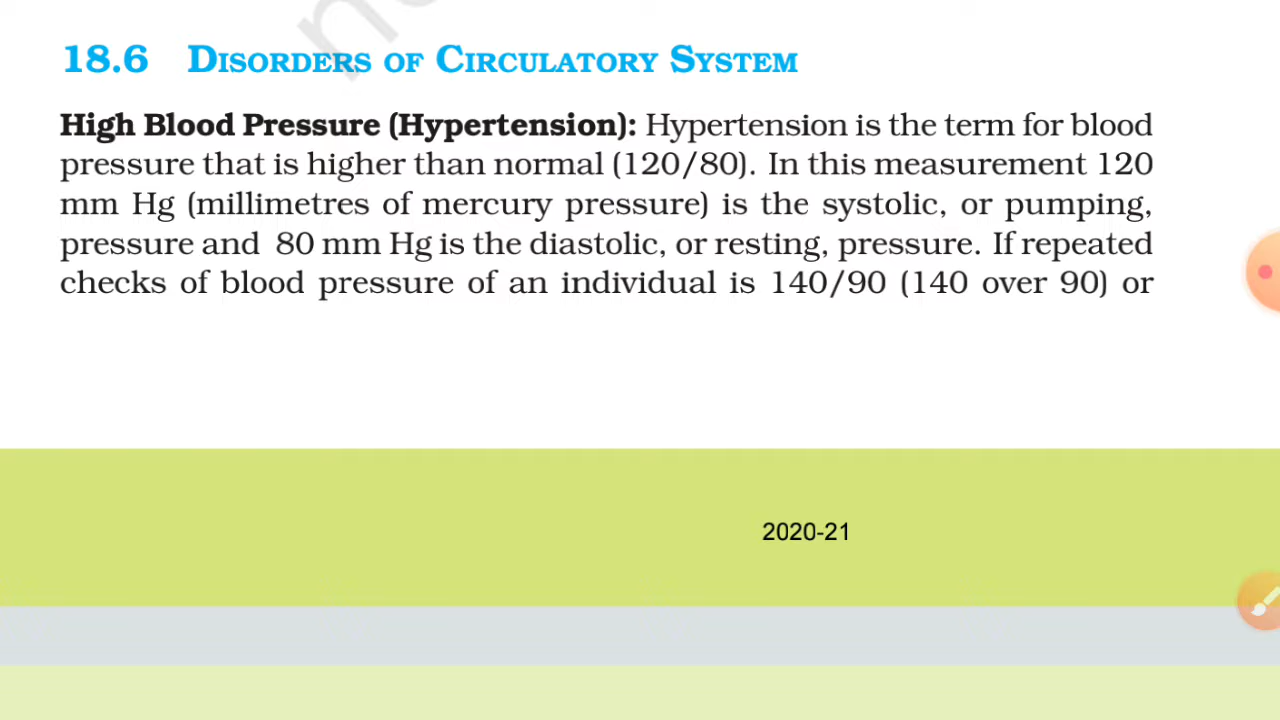 18.6 Disorders of Circulatory System
High Blood Pressure (Hypertension): Hypertension is the term for blood
pressure that is higher than normal (120/80). In this measurement 120
mm Hg (millimetres of mercury pressure) is the systolic, or pumping,
pressure and 80 mm Hg is the diastolic, or resting, pressure. If repeated
checks of blood pressure of an individual is 140/90 (140 over 90) or
2020-21